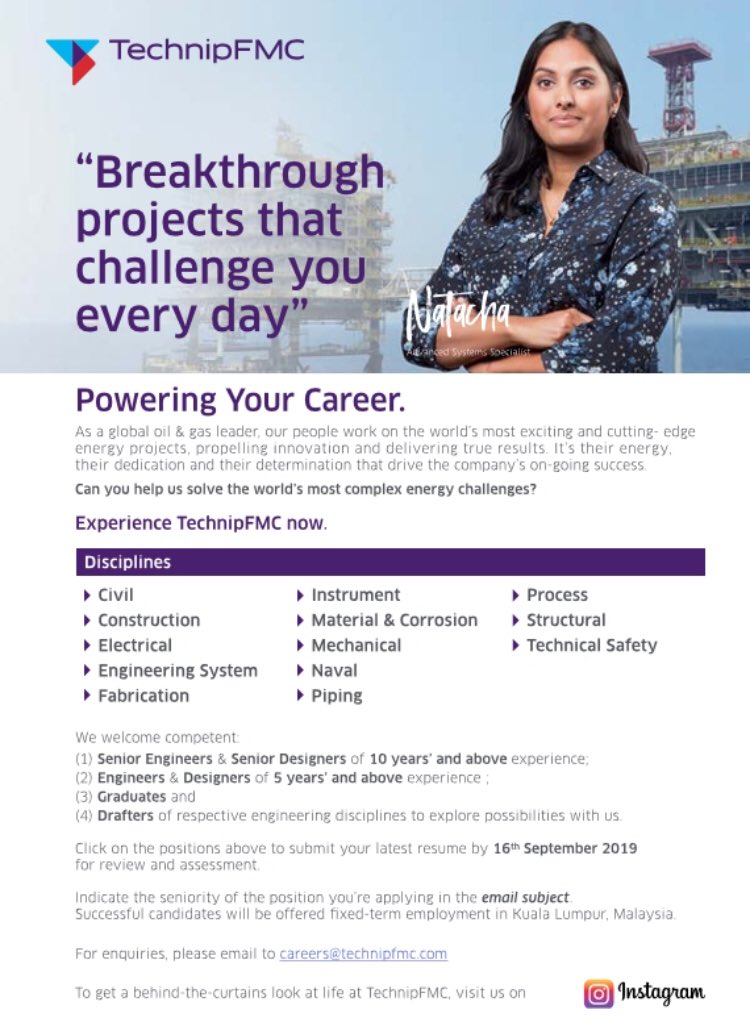 TechnipFMC
“Breakthrough
projects that
challenge you
every day”
Natacha
Advanced Systems Specialist
Powering Your Career.
As a global oil & gas leader, our people work on the world's most exciting and cutting- edge
energy projects, propelling innovation and delivering true results. It's their energy,
their dedication and their determination that drive the company's on-going success.
Can you help us solve the world's most complex energy challenges?
Experience TechnipFMC now.
Disciplines
Civil
Construction
Electrical
Engineering System
Fabrication
Instrument
Material & Corrosion
Mechanical
Naval
Piping
Process
Structural
Technical Safety
We welcome competent:
(1) Senior Engineers & Senior Designers of 10 years' and above experience;
(2) Engineers & Designers of 5 years' and above experience ;
(3) Graduates and
(4) Drafters of respective engineering disciplines to explore possibilities with us.
Click on the positions above to submit your latest resume by 16th September 2019
for review and assessment.
Indicate the seniority of the position you're applying in the email subject.
Successful candidates will be offered fixed-term employment in Kuala Lumpur, Malaysia.
For enquiries, please email to careers@technipfmc.com
To get a behind-the-curtains look at life at TechnipFMC, visit us on
Instagram